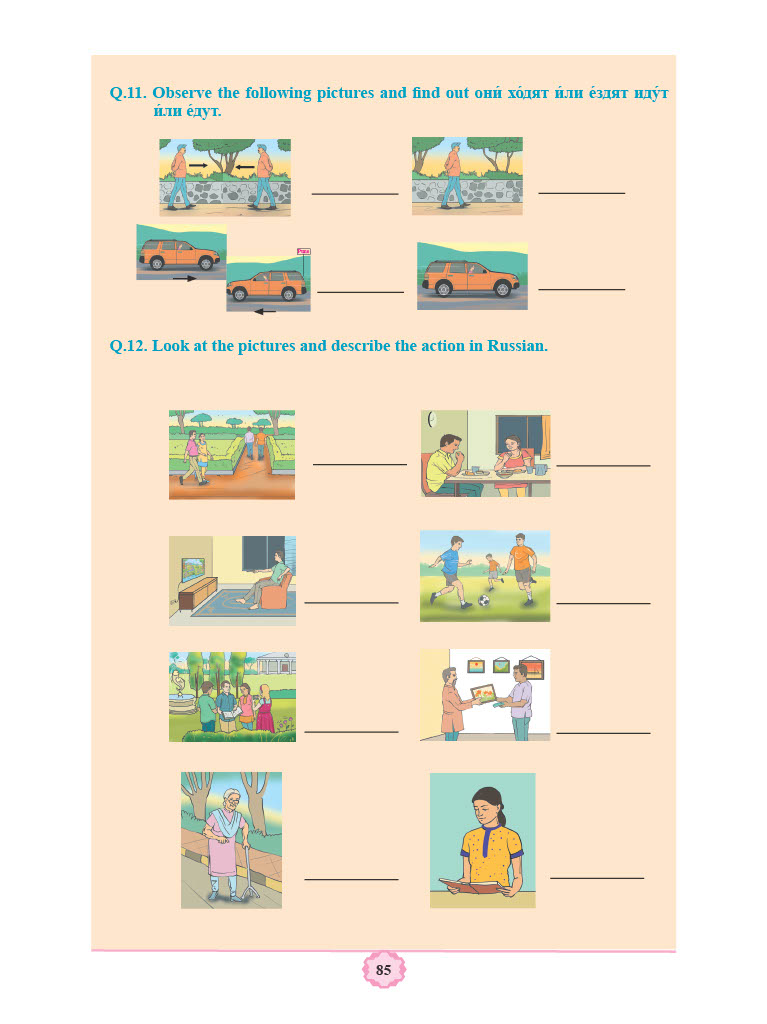 Q.11. Observe the following pictures and find out они́ хо́дят и́ли е́здят иду́т
и́ли е́дут.
Q.12. Look at the pictures and describe the action in Russian.
85